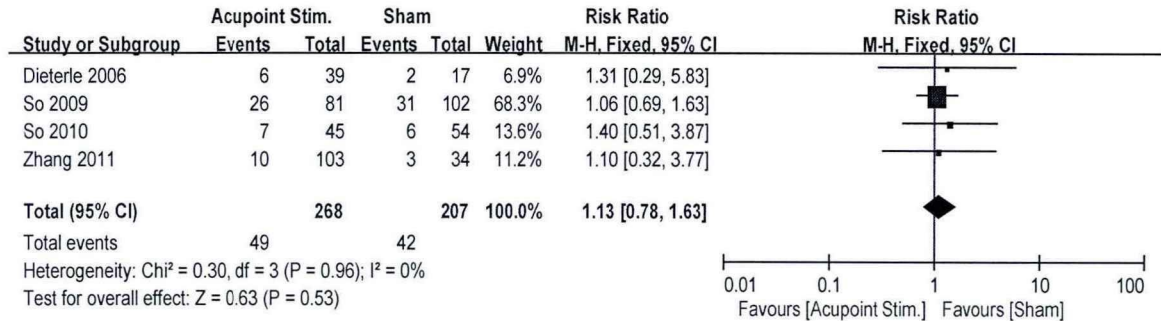 Acupoint Stim. Sham Risk Ratio Risk Ratio
Study or Subgroup Events Total Events Total Weight M-H, Fixed, 95% CI M-H, Fixed, 95% CI
Dieterle 2006 6 39 2 17 6.9% 1.31 [0.29, 5.83]
So 2009 26 81 31 102 68.3% 1.06 [0.69, 1.63]
So 2010 7 45 6 54 13.6% 1.40 [0.51, 3.87]
Zhang 2011 10 103 3 34 11.2% 1.10 [0.32, 3.77]
Total (95% CI) 268 207 100.0% 1.13 [0.78, 1.63]
Total events 49 42
Heterogeneity: Chi² = 0.30, df = 3 (P = 0.96); I² = 0%
Test for overall effect: Z = 0.63 (P = 0.53)
0.01 0.1 1 10 100
Favours [Acupoint Stim.] Favours [Sham]